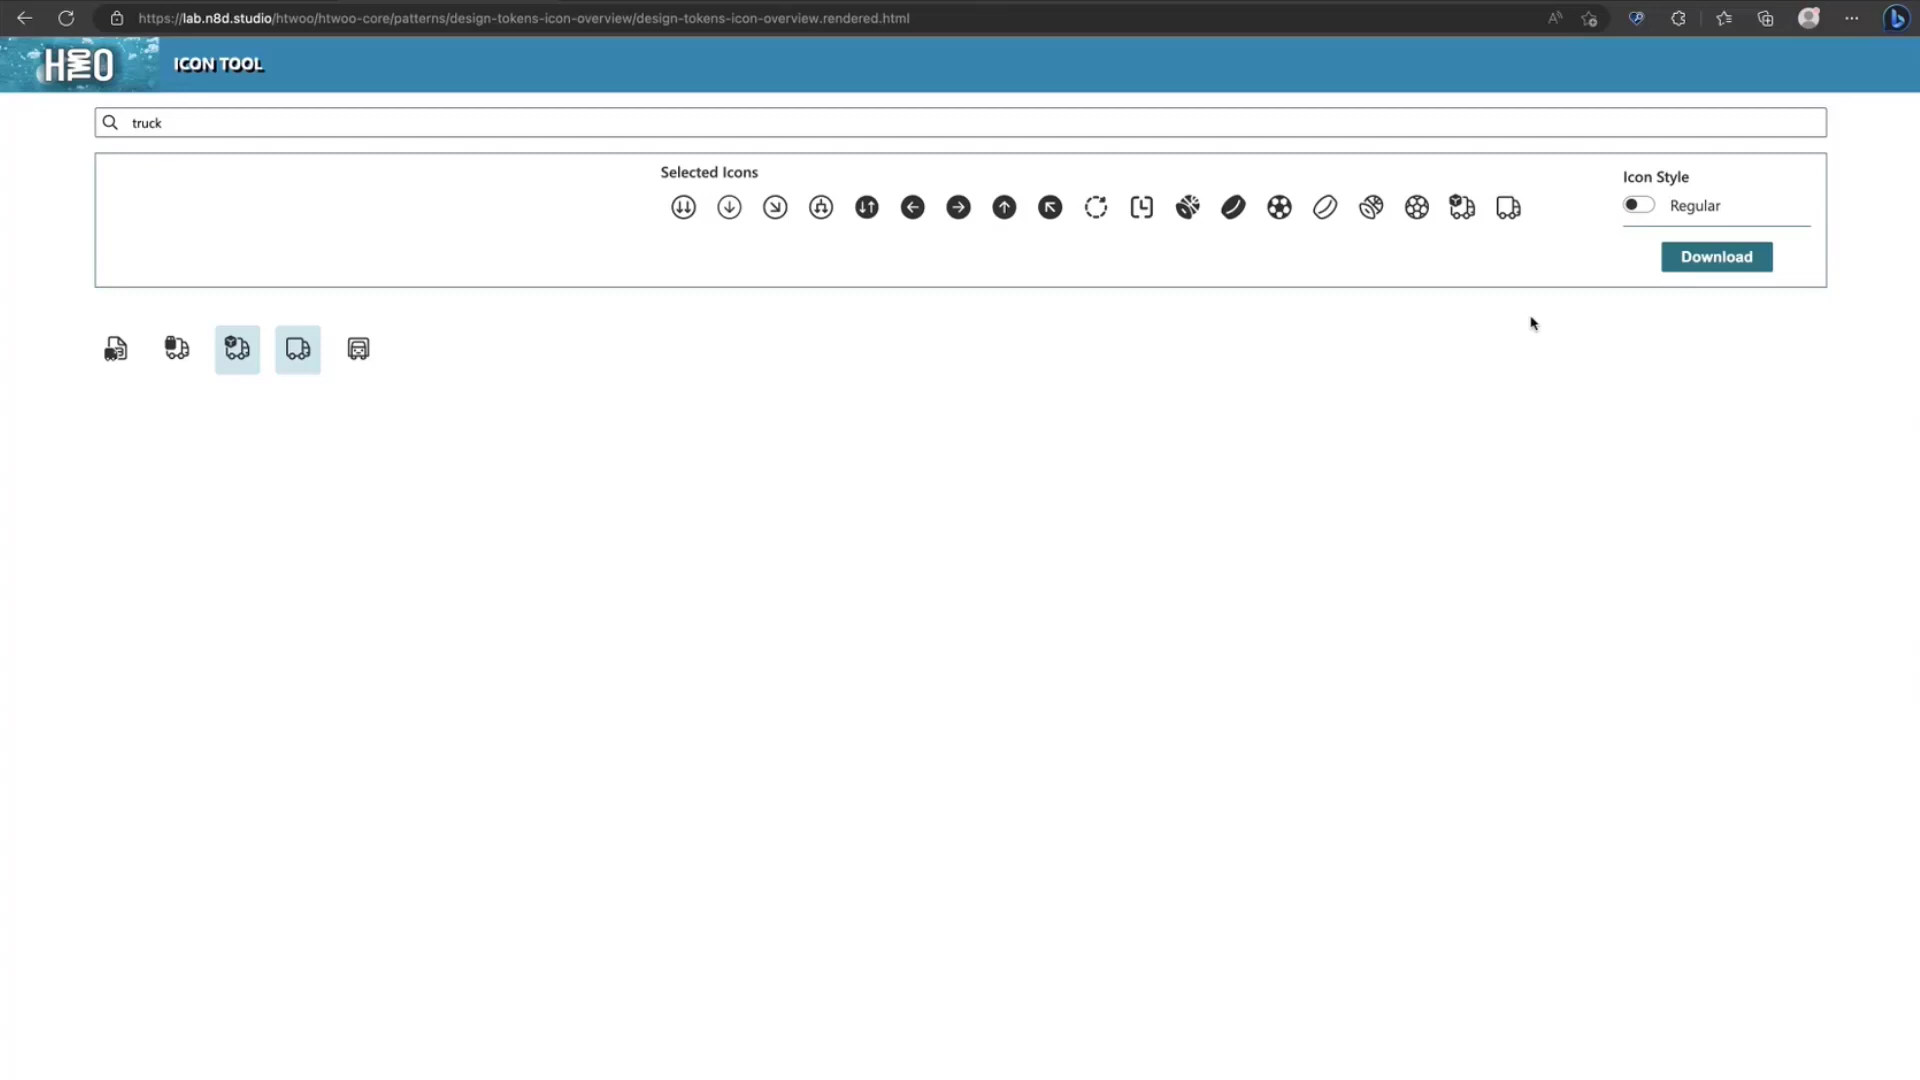 https://lab.n8d.studio/htwoo/htwoo-core/patterns/design-tokens-icon-overview/design-tokens-icon-overview.rendered.html
HTWOO
ICON TOOL
truck
Selected Icons
Icon Style
Regular
Download